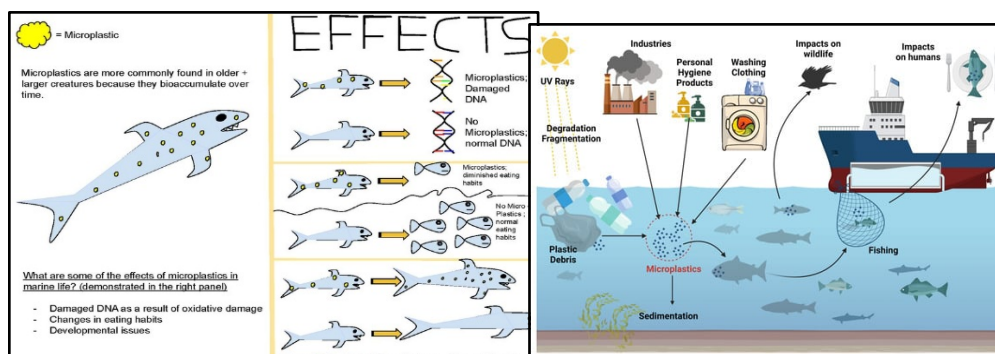 = Microplastic
Microplastics are more commonly found in older +
larger creatures because they bioaccumulate over
time.
What are some of the effects of microplastics in
marine life? (demonstrated in the right panel)
- Damaged DNA as a result of oxidative damage
- Changes in eating habits
- Developmental issues
EFFECTS
Microplastics;
Damaged
DNA
No
Microplastics;
normal DNA
Microplastics;
diminished eating
habits
No Micro
Plastics ;
normal
eating
habits
UV Rays
Degradation
Fragmentation
Industries
Personal
Hygiene
Products
Washing
Clothing
Impacts on
wildlife
Impacts
on humans
Plastic
Debris
Microplastics
Fishing
Sedimentation